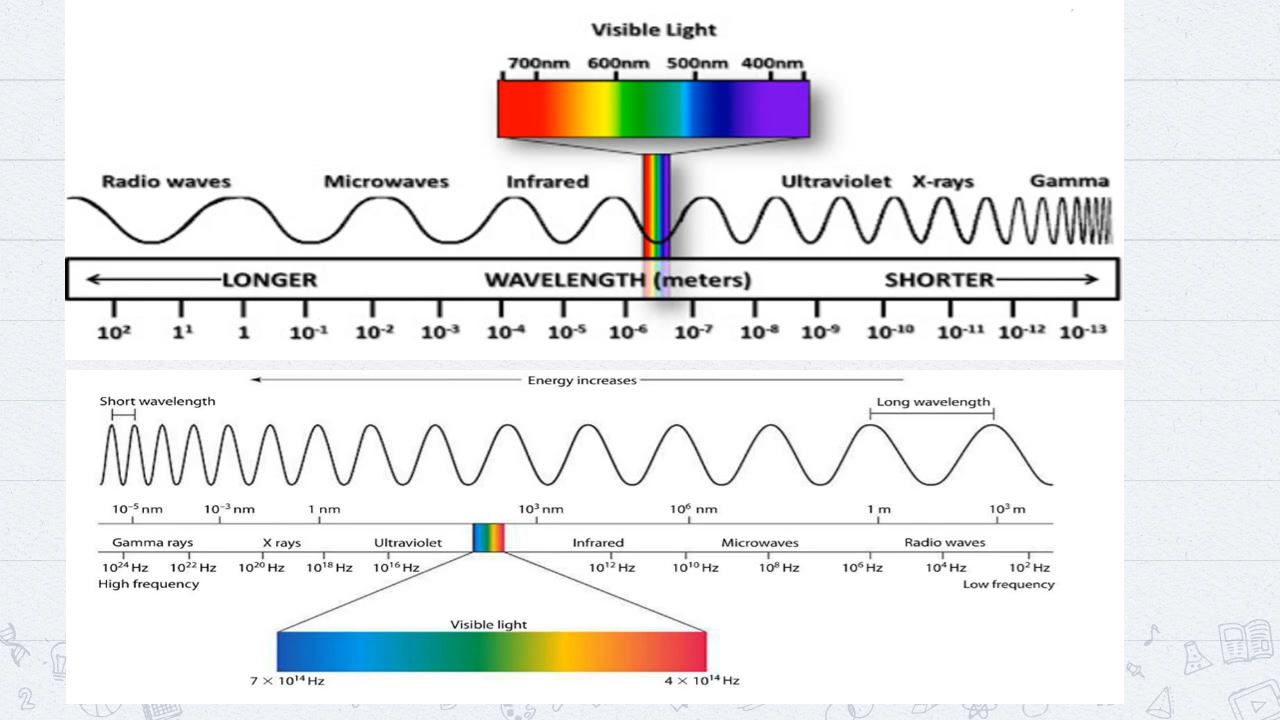 Visible Light
700nm 600nm 500nm 400nm
Radio waves Microwaves Infrared Ultraviolet X-rays Gamma
LONGER WAVELENGTH (meters) SHORTER
10² 1¹ 1 10⁻¹ 10⁻² 10⁻³ 10⁻⁴ 10⁻⁵ 10⁻⁶ 10⁻⁷ 10⁻⁸ 10⁻⁹ 10⁻¹⁰ 10⁻¹¹ 10⁻¹² 10⁻¹³
Energy increases
Short wavelength Long wavelength
10⁻⁵ nm 10⁻³ nm 1 nm 10³ nm 10⁶ nm 1 m 10³ m
Gamma rays X rays Ultraviolet Infrared Microwaves Radio waves
10²⁴ Hz 10²² Hz 10²⁰ Hz 10¹⁸ Hz 10¹⁶ Hz 10¹² Hz 10¹⁰ Hz 10⁸ Hz 10⁶ Hz 10⁴ Hz 10² Hz
High frequency Low frequency
Visible light
7 × 10¹⁴ Hz 4 × 10¹⁴ Hz